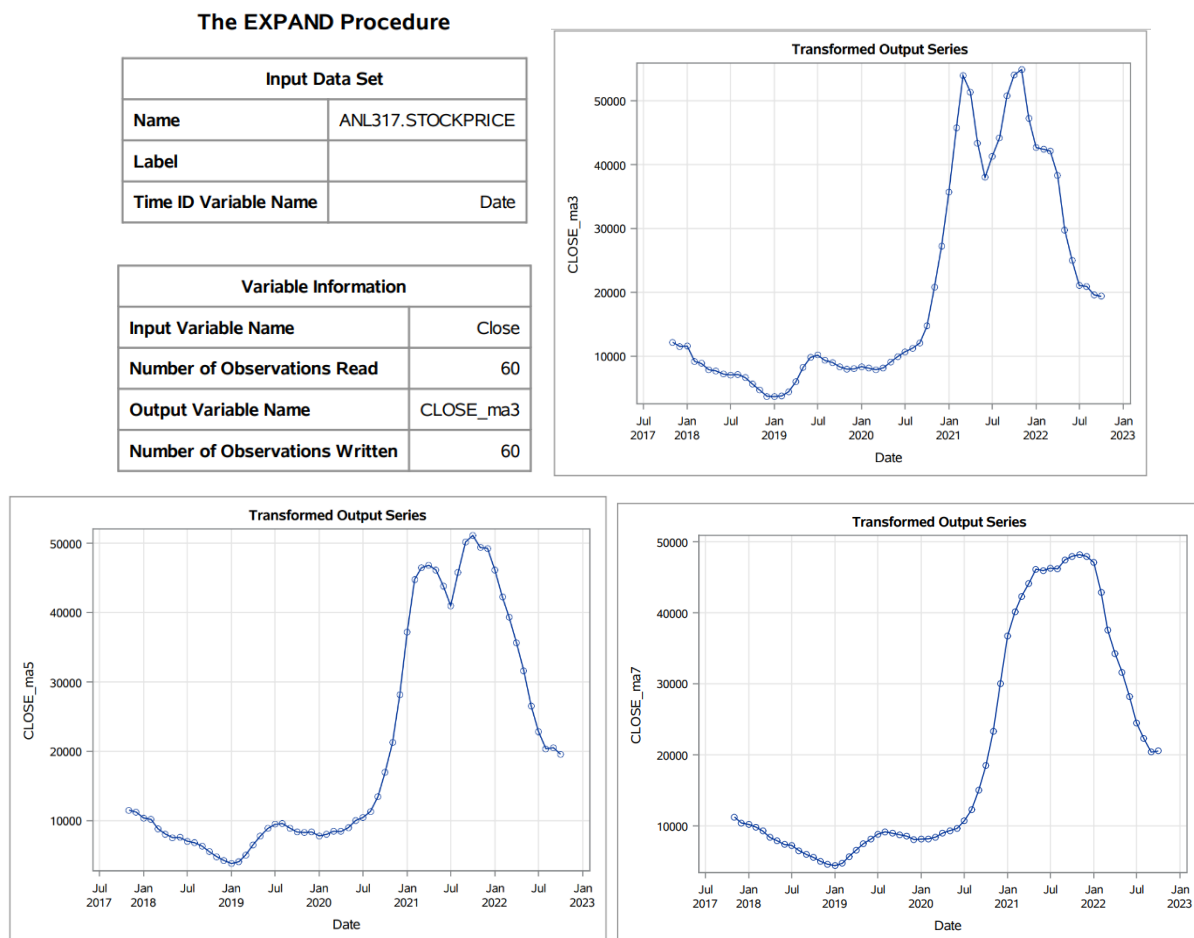 The EXPAND Procedure
Input Data Set
Name ANL317.STOCKPRICE
Label
Time ID Variable Name Date
Variable Information
Input Variable Name Close
Number of Observations Read 60
Output Variable Name CLOSE_ma3
Number of Observations Written 60
Transformed Output Series
50000
40000
30000
20000
10000
CLOSE_ma3
Jul Jan Jul Jan Jul Jan Jul Jan Jul Jan Jul Jan
2017 2018 2019 2020 2021 2022 2023
Date
Transformed Output Series
50000
40000
30000
20000
10000
CLOSE_ma5
Jul Jan Jul Jan Jul Jan Jul Jan Jul Jan Jul Jan
2017 2018 2019 2020 2021 2022 2023
Date
Transformed Output Series
50000
40000
30000
20000
10000
CLOSE_ma7
Jul Jan Jul Jan Jul Jan Jul Jan Jul Jan Jul Jan
2017 2018 2019 2020 2021 2022 2023
Date